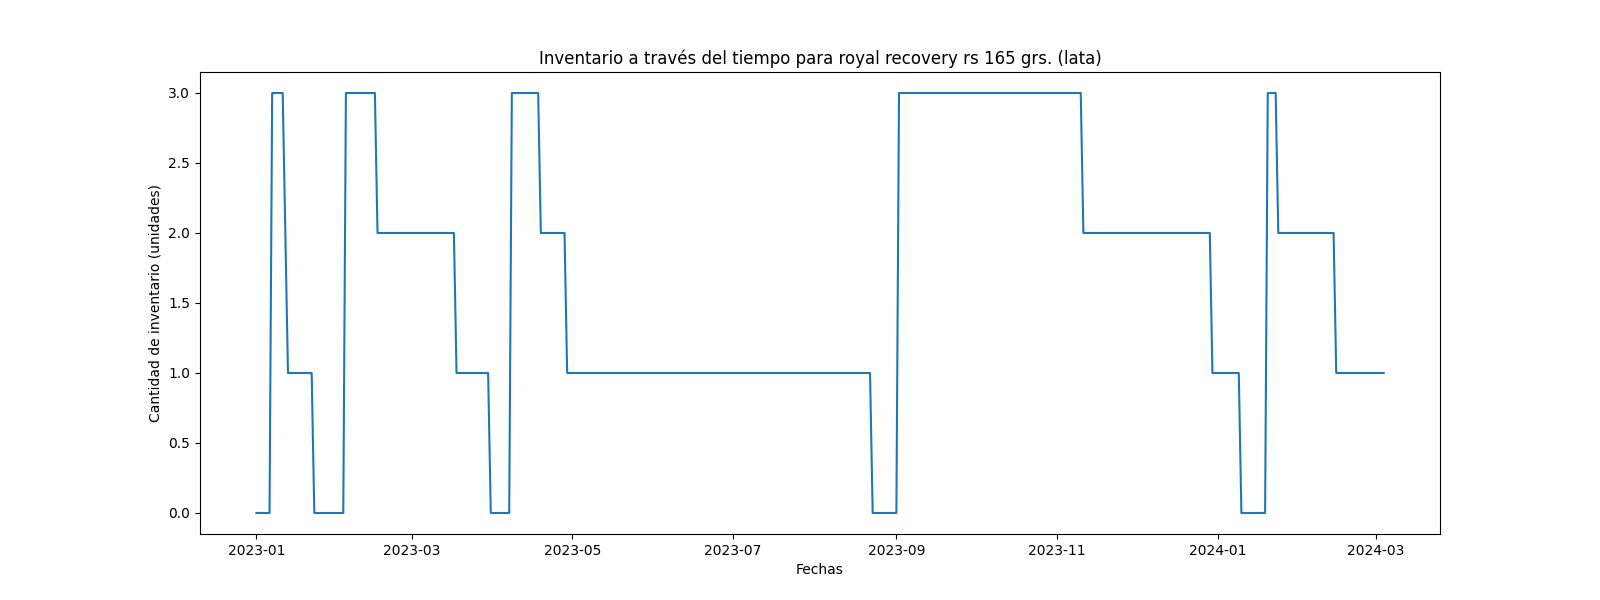 Inventario a través del tiempo para royal recovery rs 165 grs. (lata)
Cantidad de inventario (unidades)
3.0
2.5
2.0
1.5
1.0
0.5
0.0
2023-01 2023-03 2023-05 2023-07 2023-09 2023-11 2024-01 2024-03
Fechas